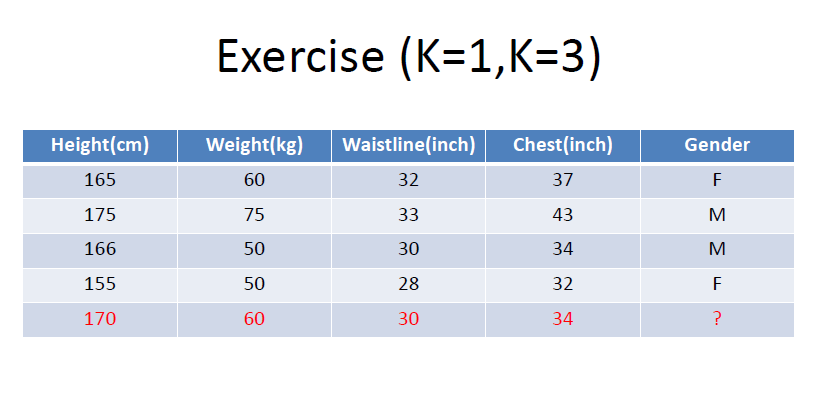 Exercise (K=1,K=3)
Height(cm) Weight(kg) Waistline(inch) Chest(inch) Gender
165 60 32 37 F
175 75 33 43 M
166 50 30 34 M
155 50 28 32 F
170 60 30 34 ?